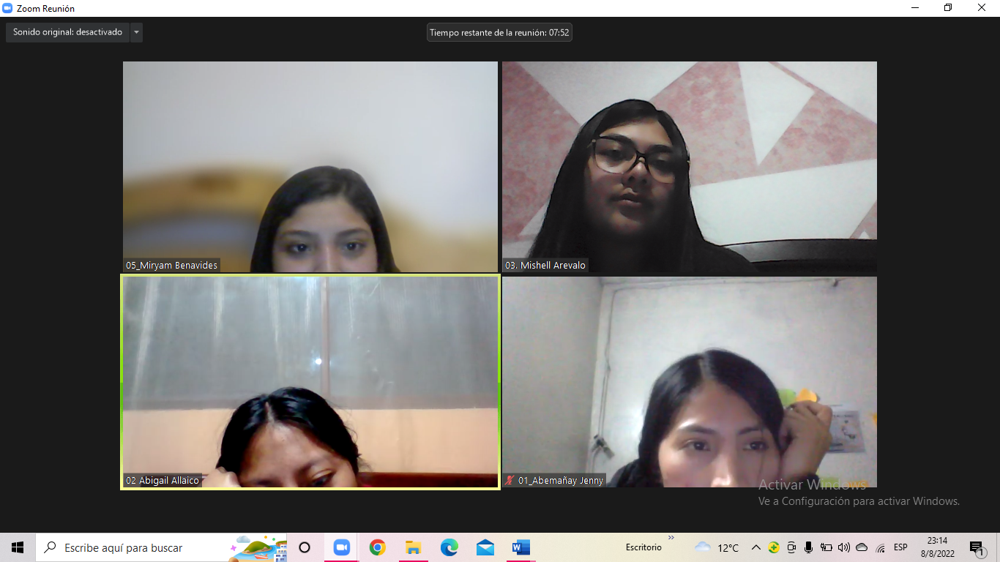 Zoom Reunión
Sonido original: desactivado
Tiempo restante de la reunión: 07:52
05_Miryam Benavides
03. Mishell Arevalo
02 Abigail Allaico
01_Abemañay Jenny
Activar Windows
Ve a Configuración para activar Windows.
Escribe aquí para buscar
Escritorio
12°C
ESP
23:14
8/8/2022
1